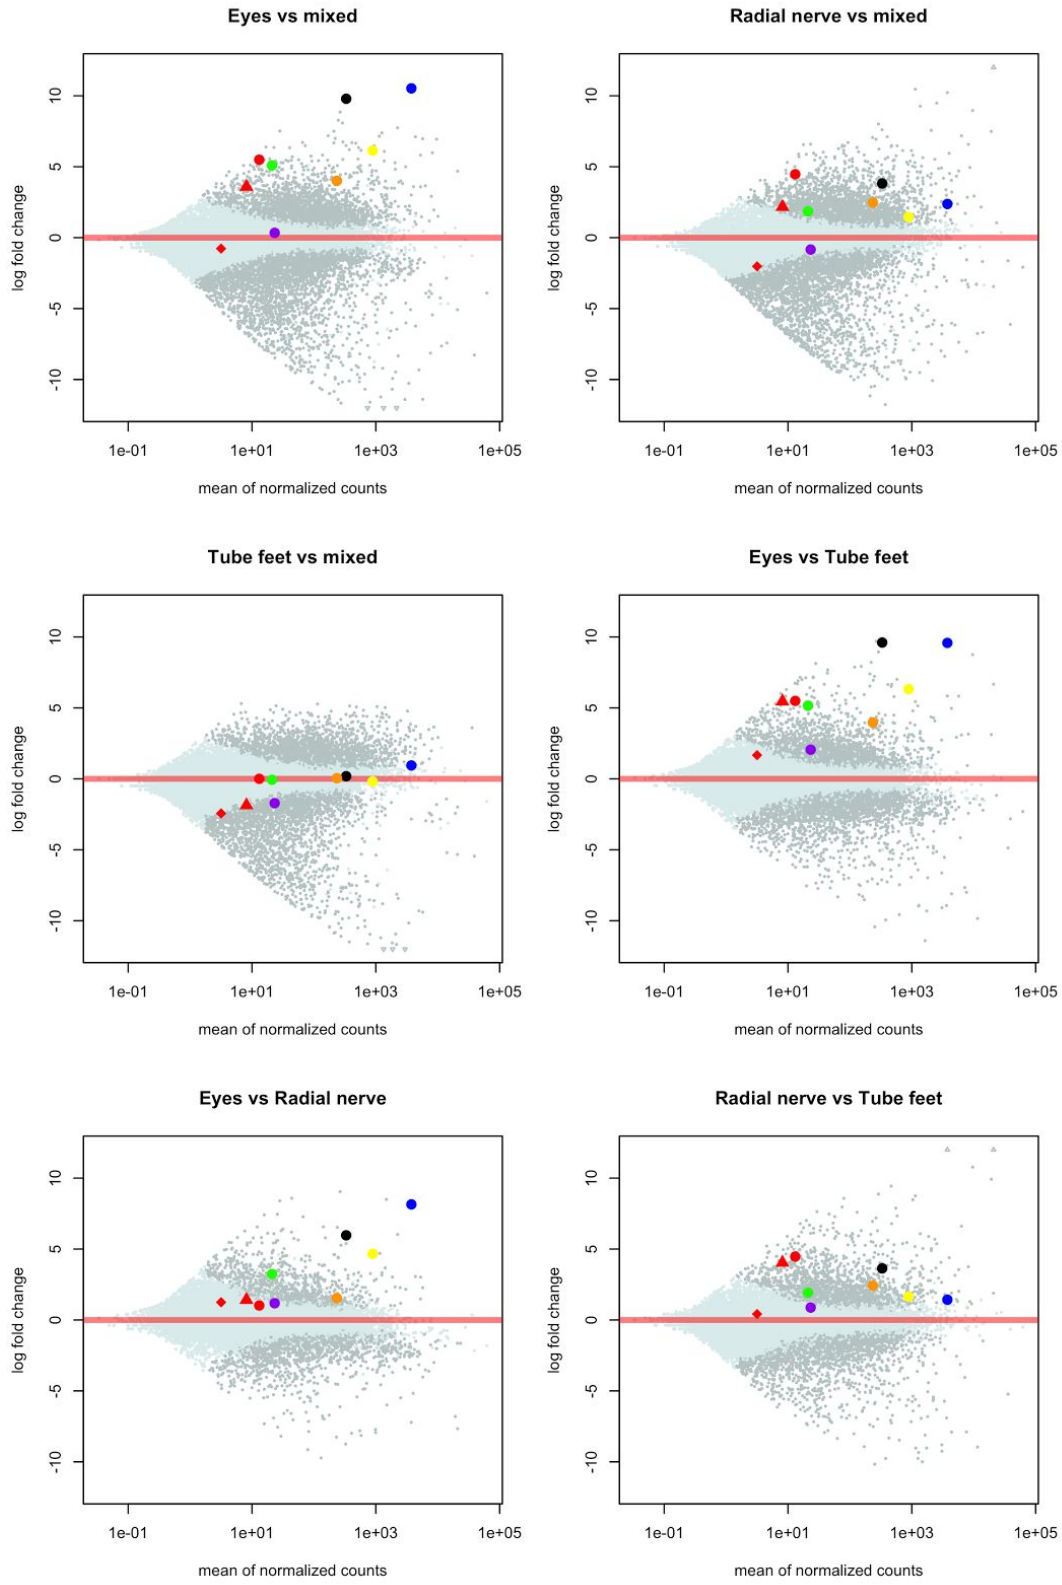 Eyes vs mixed
10
5
0
-5
-10
log fold change
1e-01 1e+01 1e+03 1e+05
mean of normalized counts
Radial nerve vs mixed
10
5
0
-5
-10
log fold change
1e-01 1e+01 1e+03 1e+05
mean of normalized counts
Tube feet vs mixed
10
5
0
-5
-10
log fold change
1e-01 1e+01 1e+03 1e+05
mean of normalized counts
Eyes vs Tube feet
10
5
0
-5
-10
log fold change
1e-01 1e+01 1e+03 1e+05
mean of normalized counts
Eyes vs Radial nerve
10
5
0
-5
-10
log fold change
1e-01 1e+01 1e+03 1e+05
mean of normalized counts
Radial nerve vs Tube feet
10
5
0
-5
-10
log fold change
1e-01 1e+01 1e+03 1e+05
mean of normalized counts